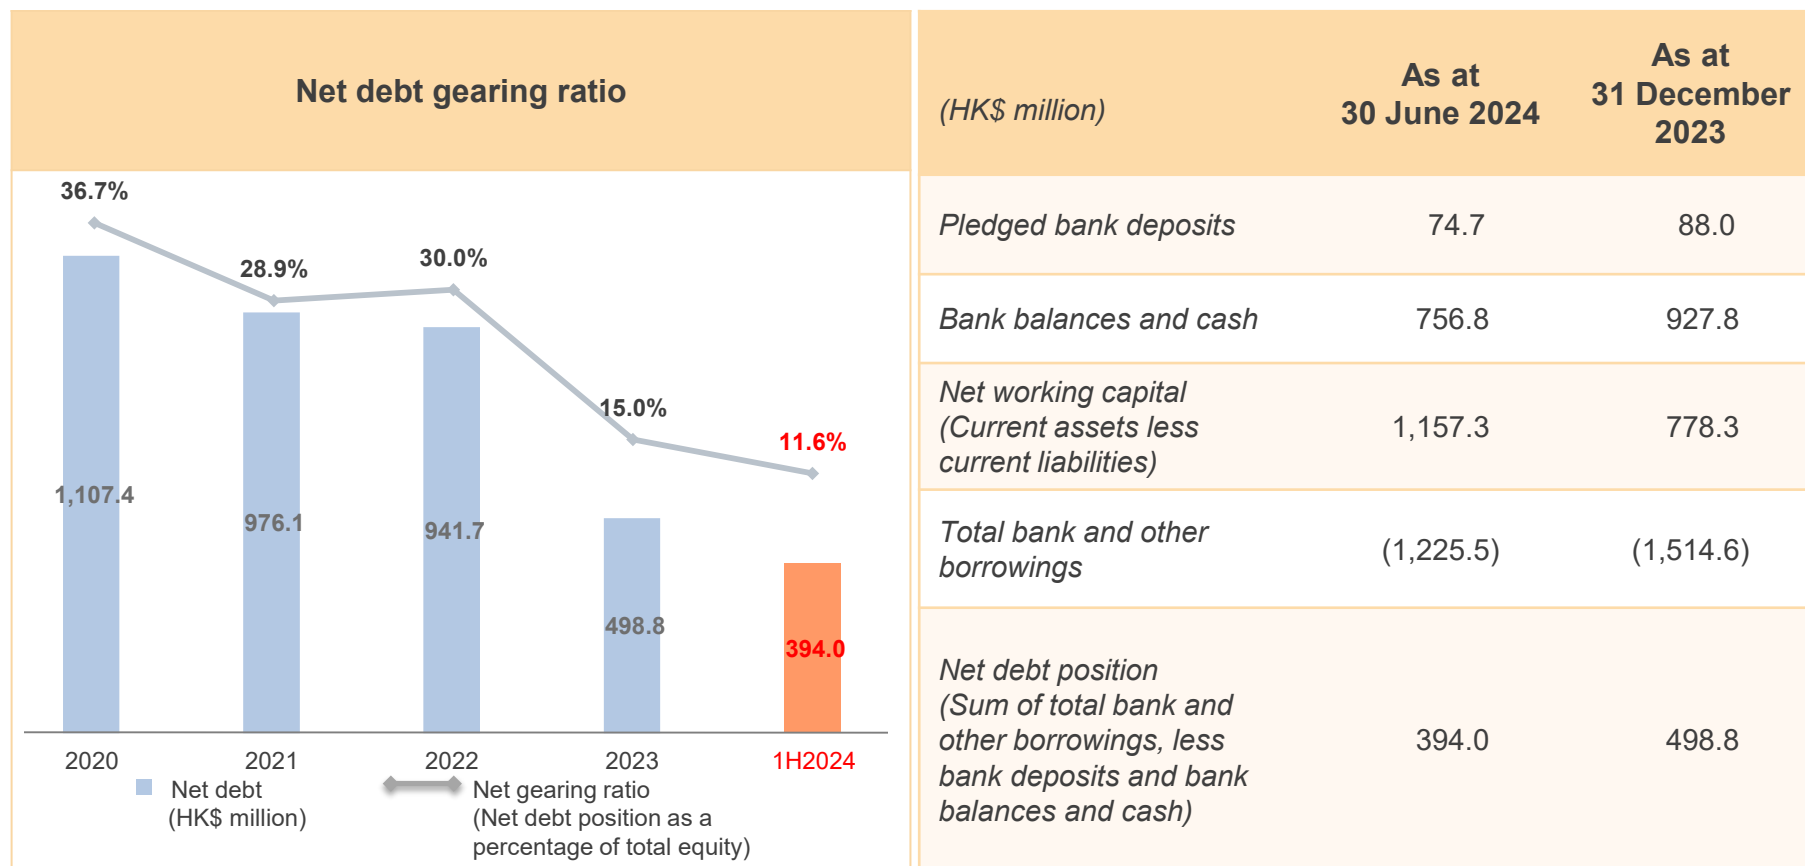 Net debt gearing ratio
36.7%
28.9%
30.0%
15.0%
11.6%
1,107.4
976.1
941.7
498.8
394.0
2020
2021
2022
2023
1H2024
Net debt
(HK$ million)
Net gearing ratio
(Net debt position as a
percentage of total equity)
(HK$ million)
As at
30 June 2024
As at
31 December
2023
Pledged bank deposits
74.7
88.0
Bank balances and cash
756.8
927.8
Net working capital
(Current assets less
current liabilities)
1,157.3
778.3
Total bank and other
borrowings
(1,225.5)
(1,514.6)
Net debt position
(Sum of total bank and
other borrowings, less
bank deposits and bank
balances and cash)
394.0
498.8